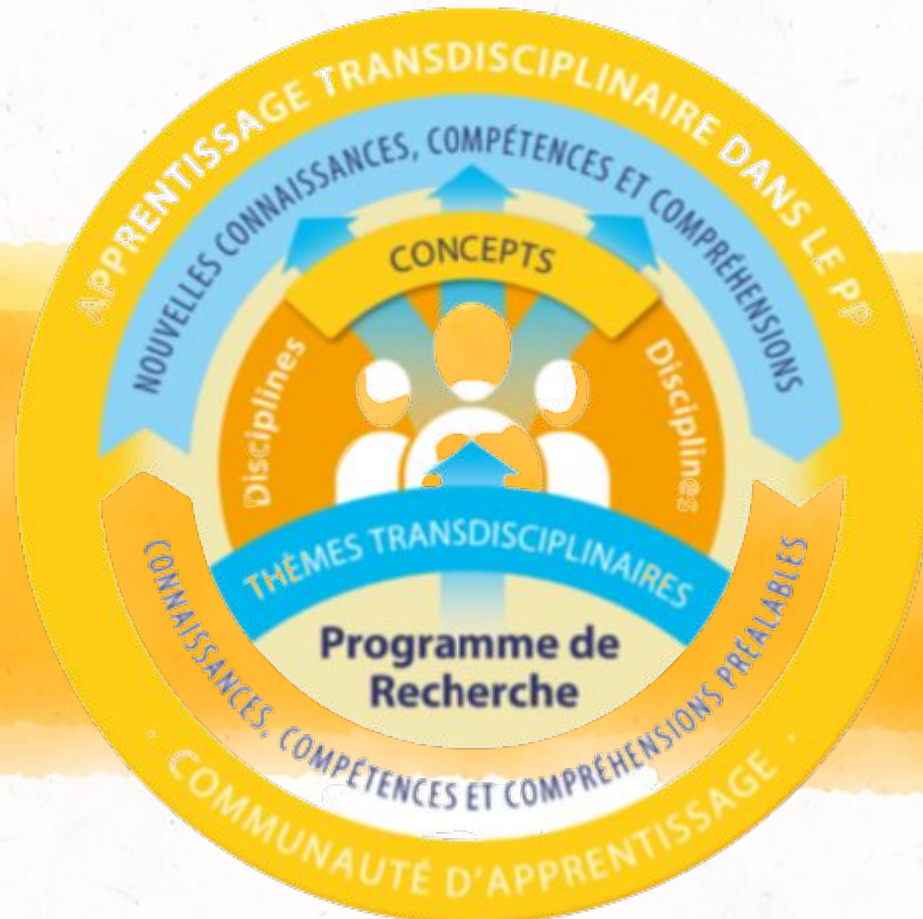 APPRENTISSAGE TRANSDISCIPLINAIRE DANS LE PP
NOUVELLES CONNAISSANCES, COMPÉTENCES ET COMPRÉHENSIONS
CONCEPTS
Disciplines
Disciplines
THÈMES TRANSDISCIPLINAIRES
Programme de
Recherche
CONNAISSANCES, COMPÉTENCES ET COMPRÉHENSIONS PRÉALABLES
· COMMUNAUTÉ D'APPRENTISSAGE ·